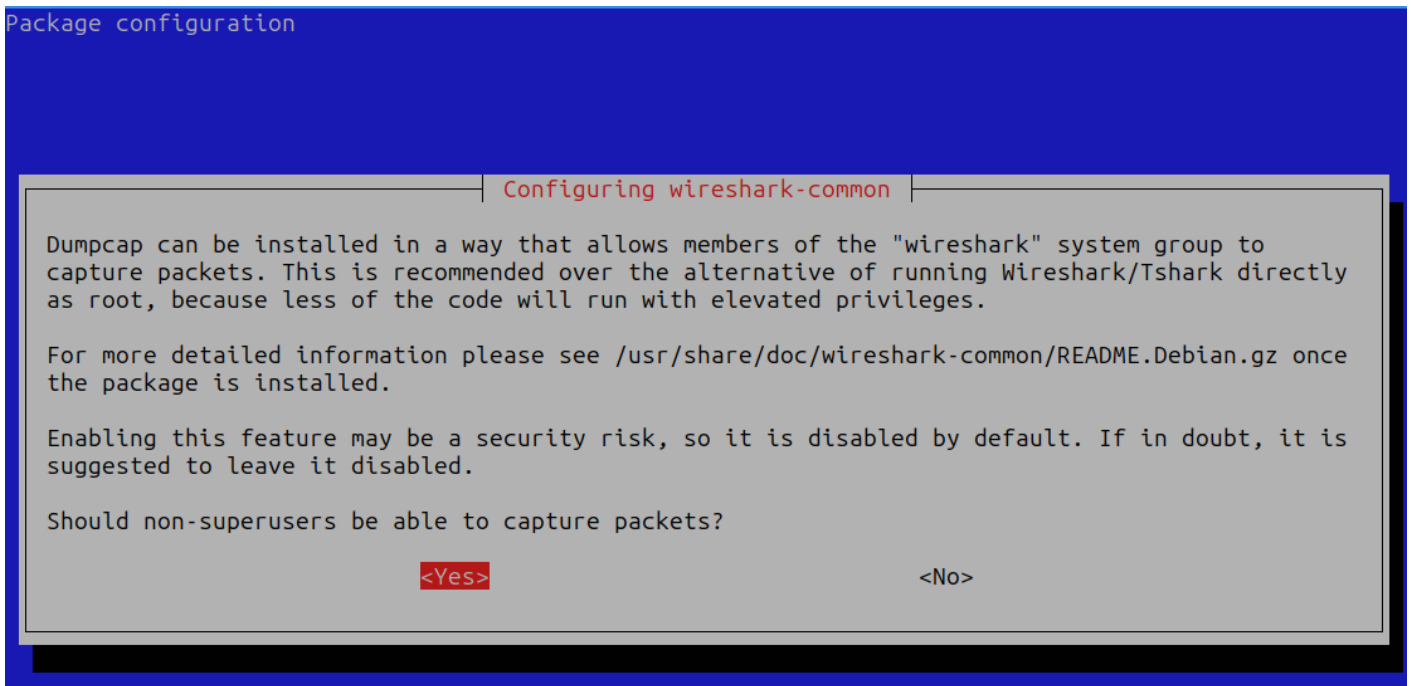 Package configuration
Configuring wireshark-common
Dumpcap can be installed in a way that allows members of the "wireshark" system group to
capture packets. This is recommended over the alternative of running Wireshark/Tshark directly
as root, because less of the code will run with elevated privileges.
For more detailed information please see /usr/share/doc/wireshark-common/README.Debian.gz once
the package is installed.
Enabling this feature may be a security risk, so it is disabled by default. If in doubt, it is
suggested to leave it disabled.
Should non-superusers be able to capture packets?
<Yes> <No>